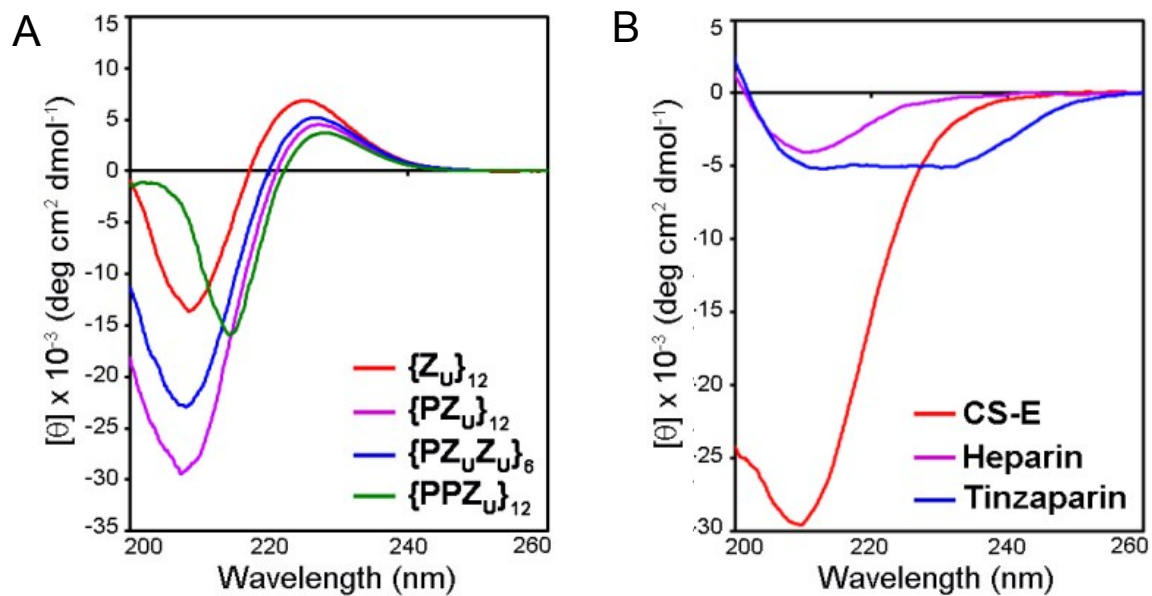 A
[θ] x 10⁻³ (deg cm² dmol⁻¹)
15
10
5
0
-5
-10
-15
-20
-25
-30
-35
{Z_U}₁₂
{PZ_U}₁₂
{PZ_UZ_U}₆
{PPZ_U}₁₂
200
220
240
260
Wavelength (nm)
B
[θ] x 10⁻³ (deg cm² dmol⁻¹)
5
0
-5
-10
-15
-20
-25
-30
CS-E
Heparin
Tinzaparin
200
220
240
260
Wavelength (nm)